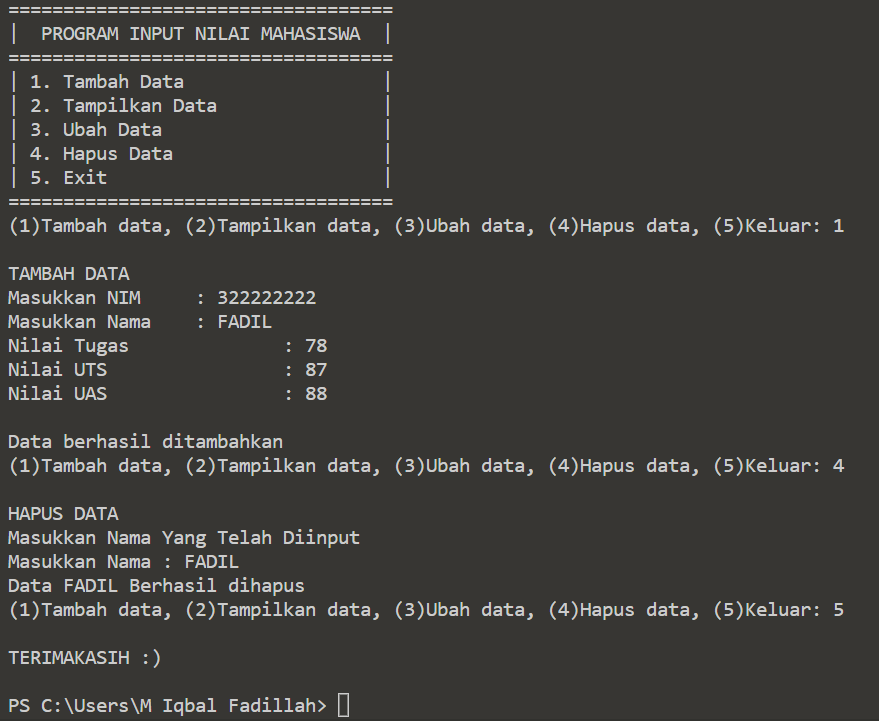 ===================================
|  PROGRAM INPUT NILAI MAHASISWA  |
===================================
| 1. Tambah Data                  |
| 2. Tampilkan Data               |
| 3. Ubah Data                    |
| 4. Hapus Data                   |
| 5. Exit                         |
===================================
(1)Tambah data, (2)Tampilkan data, (3)Ubah data, (4)Hapus data, (5)Keluar: 1

TAMBAH DATA
Masukkan NIM     : 322222222
Masukkan Nama    : FADIL
Nilai Tugas              : 78
Nilai UTS                : 87
Nilai UAS                : 88

Data berhasil ditambahkan
(1)Tambah data, (2)Tampilkan data, (3)Ubah data, (4)Hapus data, (5)Keluar: 4

HAPUS DATA
Masukkan Nama Yang Telah Diinput
Masukkan Nama : FADIL
Data FADIL Berhasil dihapus
(1)Tambah data, (2)Tampilkan data, (3)Ubah data, (4)Hapus data, (5)Keluar: 5

TERIMAKASIH :)

PS C:\Users\M Iqbal Fadillah>